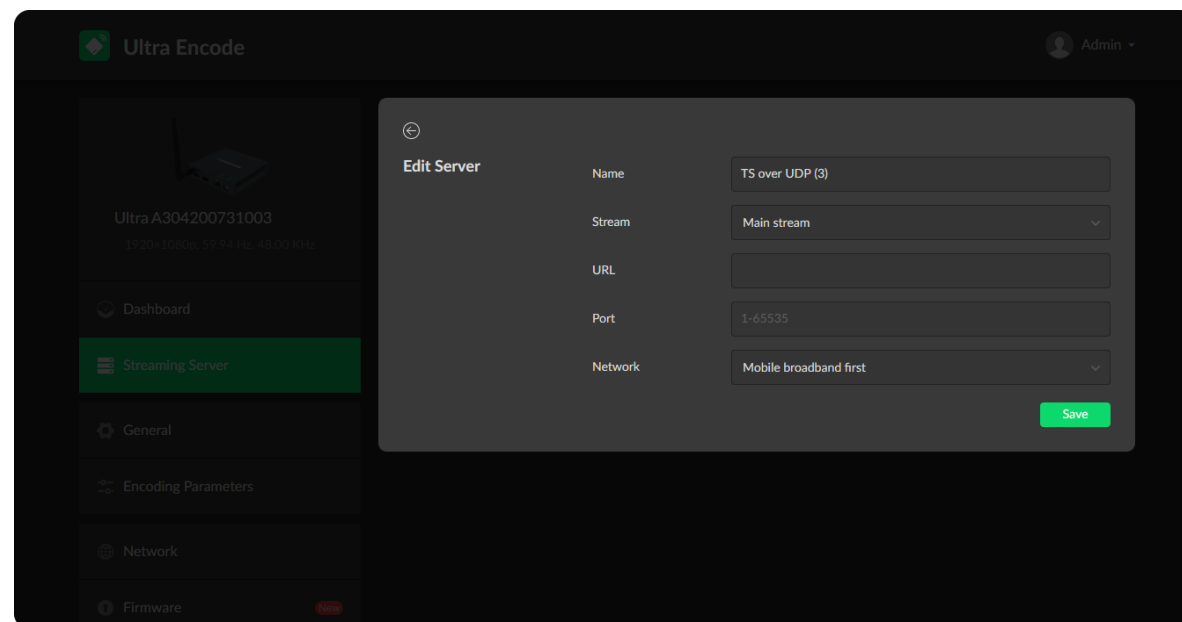 Ultra Encode
Admin
Ultra A304200731003
1920×1080p, 59.94 Hz, 48.00 KHz
Dashboard
Streaming Server
General
Encoding Parameters
Network
Firmware New
Edit Server
Name TS over UDP (3)
Stream Main stream
URL
Port 1-65535
Network Mobile broadband first
Save